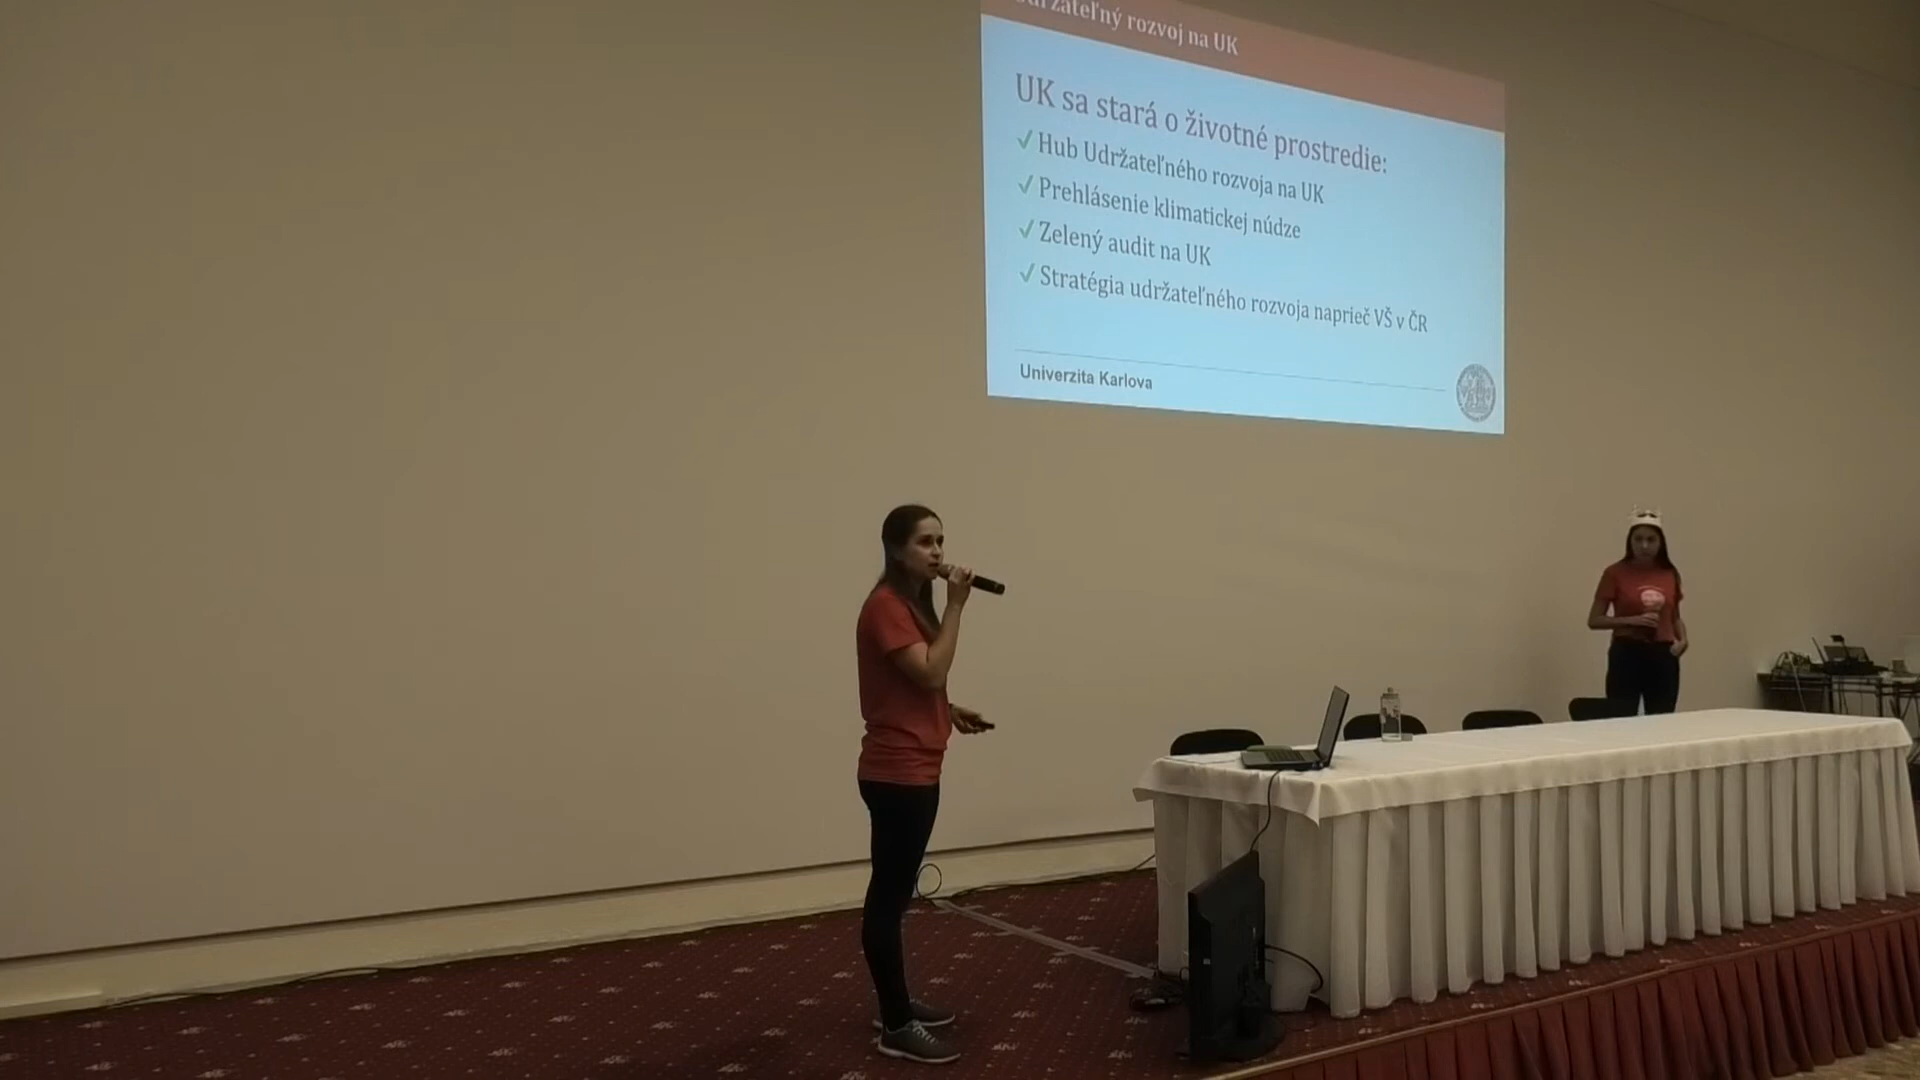 Udržateľný rozvoj na UK
UK sa stará o životné prostredie:
✓ Hub Udržateľného rozvoja na UK
✓ Prehlásenie klimatickej núdze
✓ Zelený audit na UK
✓ Stratégia udržateľného rozvoja naprieč VŠ v ČR
Univerzita Karlova